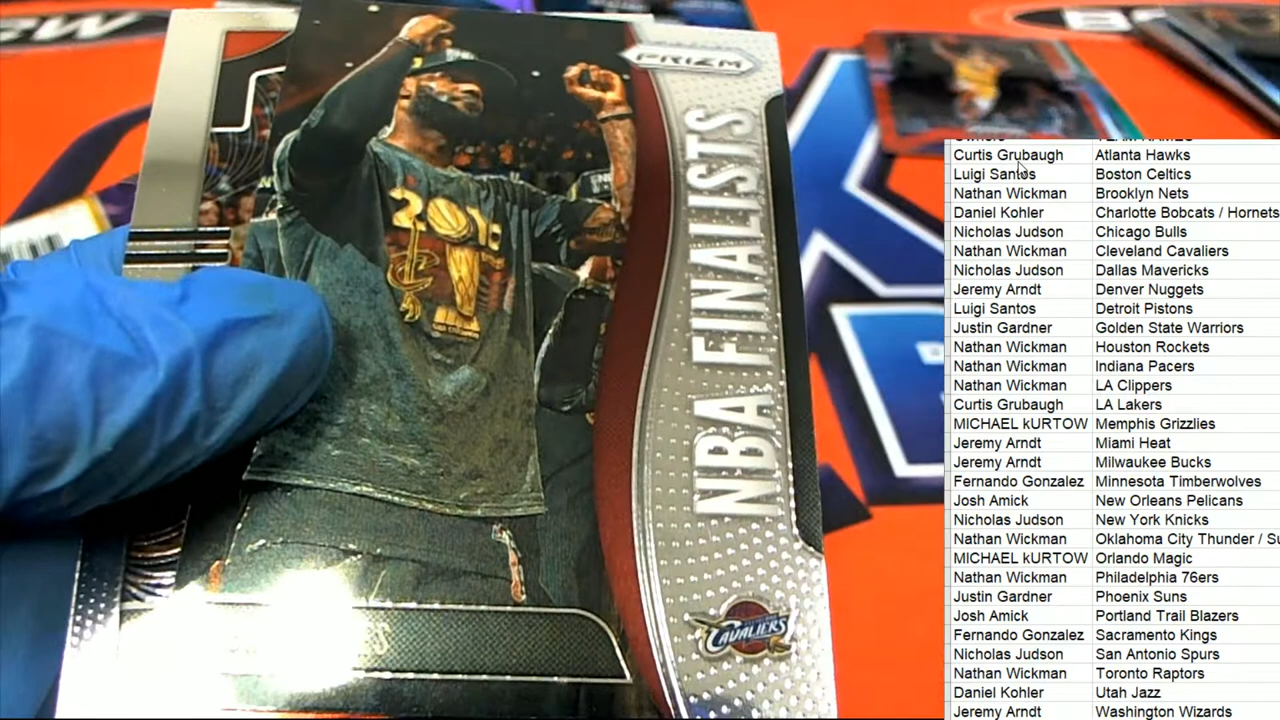 PRIZM
NBA FINALISTS
2016
CAVALIERS
Curtis Grubaugh Atlanta Hawks
Luigi Santos Boston Celtics
Nathan Wickman Brooklyn Nets
Daniel Kohler Charlotte Bobcats / Hornets
Nicholas Judson Chicago Bulls
Nathan Wickman Cleveland Cavaliers
Nicholas Judson Dallas Mavericks
Jeremy Arndt Denver Nuggets
Luigi Santos Detroit Pistons
Justin Gardner Golden State Warriors
Nathan Wickman Houston Rockets
Nathan Wickman Indiana Pacers
Nathan Wickman LA Clippers
Curtis Grubaugh LA Lakers
MICHAEL kURTOW Memphis Grizzlies
Jeremy Arndt Miami Heat
Jeremy Arndt Milwaukee Bucks
Fernando Gonzalez Minnesota Timberwolves
Josh Amick New Orleans Pelicans
Nicholas Judson New York Knicks
Nathan Wickman Oklahoma City Thunder / Su
MICHAEL kURTOW Orlando Magic
Nathan Wickman Philadelphia 76ers
Justin Gardner Phoenix Suns
Josh Amick Portland Trail Blazers
Fernando Gonzalez Sacramento Kings
Nicholas Judson San Antonio Spurs
Nathan Wickman Toronto Raptors
Daniel Kohler Utah Jazz
Jeremy Arndt Washington Wizards